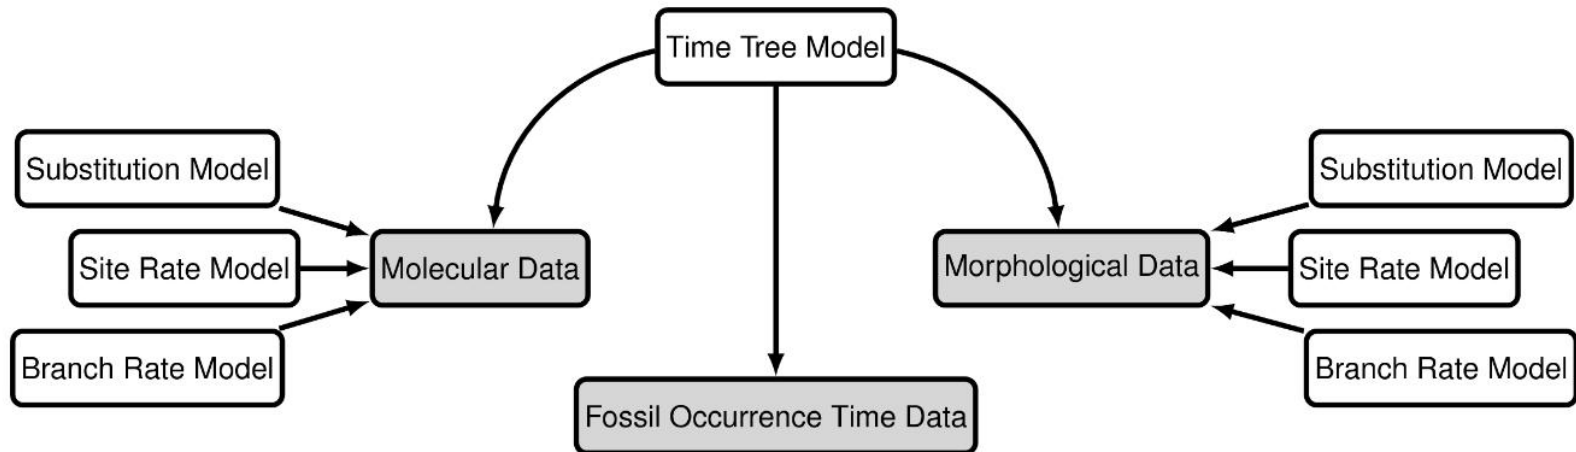 Time Tree Model
Substitution Model
Substitution Model
Site Rate Model
Molecular Data
Morphological Data
Site Rate Model
Branch Rate Model
Branch Rate Model
Fossil Occurrence Time Data